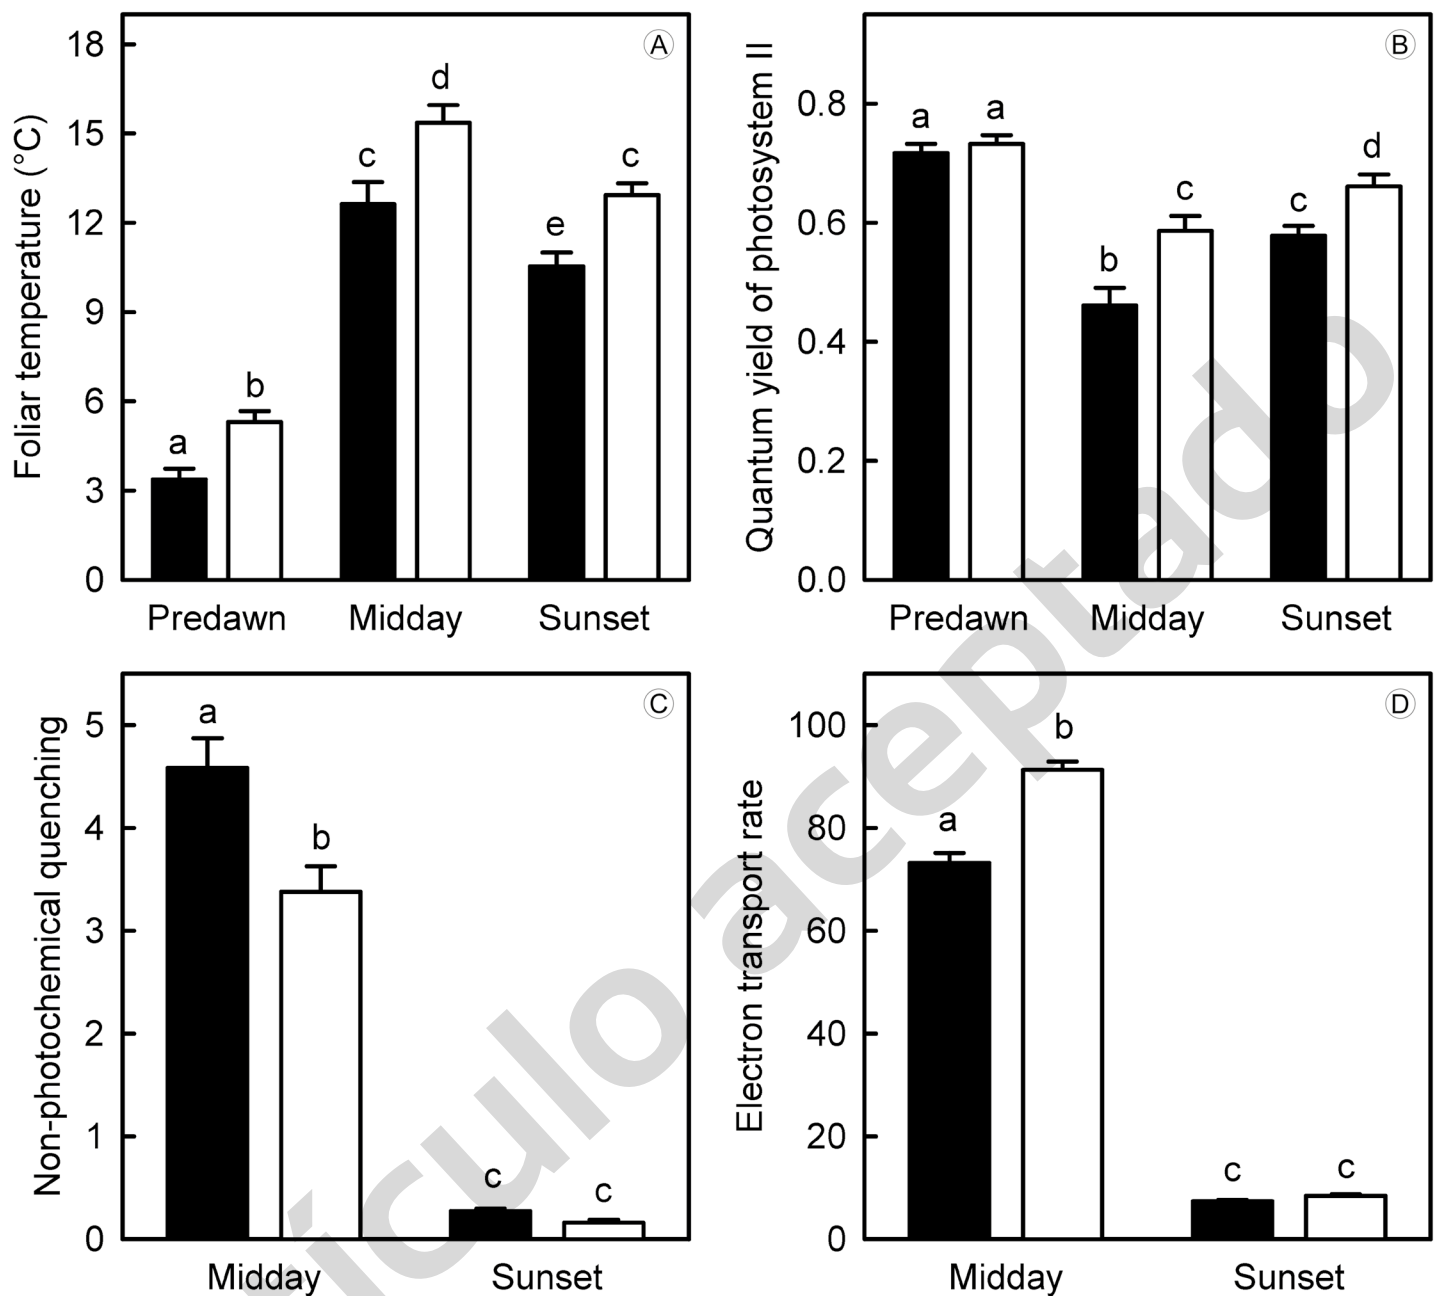 A
Foliar temperature (°C)
18
15
12
9
6
3
0
a
b
c
d
e
c
Predawn
Midday
Sunset
B
Quantum yield of photosystem II
0.8
0.6
0.4
0.2
0.0
a
a
b
c
c
d
Predawn
Midday
Sunset
C
Non-photochemical quenching
5
4
3
2
1
0
a
b
c
c
Midday
Sunset
D
Electron transport rate
100
80
60
40
20
0
a
b
c
c
Midday
Sunset
tículo aceptado